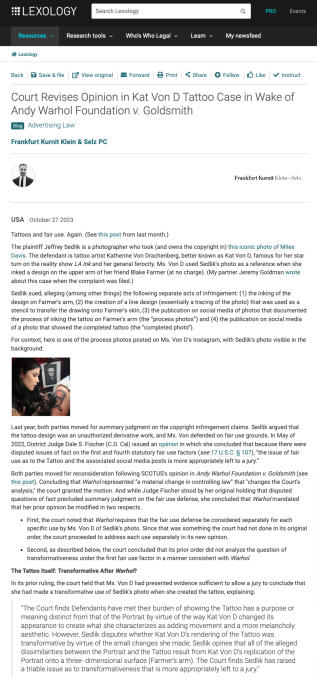 LEXOLOGY
Search Lexology
PRO
Events
Resources
Research tools
Who's Who Legal
Learn
My newsfeed
Lexology
Back
Save & file
View original
Forward
Print
Share
Follow
Like
Instruct
Court Revises Opinion in Kat Von D Tattoo Case in Wake of
Andy Warhol Foundation v. Goldsmith
Blog Advertising Law
Frankfurt Kurnit Klein & Selz PC
Frankfurt Kurnit Klein + Selz PC
USA October 27 2023
Tattoos and fair use. Again. (See this post from last month.)
The plaintiff Jeffrey Sedlik is a photographer who took (and owns the copyright in) this iconic photo of Miles
Davis. The defendant is tattoo artist Katherine Von Drachenberg, better known as Kat Von D, famous for her star
turn on the reality show LA Ink and her general ferocity. Ms. Von D used Sedlik's photo as a reference when she
inked a design on the upper arm of her friend Blake Farmer (at no charge). (My partner Jeremy Goldman wrote
about this case when the complaint was filed.)
Sedlik sued, alleging (among other things) the following separate acts of infringement: (1) the inking of the
design on Farmer's arm, (2) the creation of a line design (essentially a tracing of the photo) that was used as a
stencil to transfer the drawing onto Farmer's skin, (3) the publication on social media of photos that documented
the process of inking the tattoo on Farmer's arm (the "process photos") and (4) the publication on social media
of a photo that showed the completed tattoo (the "completed photo").
For context, here is one of the process photos posted on Ms. Von D's Instagram, with Sedlik's photo visible in the
background:
Last year, both parties moved for summary judgment on the copyright infringement claims. Sedlik argued that
the tattoo design was an unauthorized derivative work, and Ms. Von defended on fair use grounds. In May of
2022, District Judge Dale S. Fischer (C.D. Cal) issued an opinion in which she concluded that because there were
disputed issues of fact on the first and fourth statutory fair use factors (see 17 U.S.C. § 107), "the issue of fair
use as to the Tattoo and the associated social media posts is more appropriately left to a jury."
Both parties moved for reconsideration following SCOTUS's opinion in Andy Warhol Foundation v. Goldsmith (see
this post). Concluding that Warhol represented "a material change in controlling law" that "changes the Court's
analysis," the court granted the motion. And while Judge Fischer stood by her original holding that disputed
questions of fact precluded summary judgment on the fair use defense, she concluded that Warhol mandated
that her prior opinion be modified in two respects.
• First, the court noted that Warhol requires that the fair use defense be considered separately for each
specific use by Ms. Von D of Sedlik's photo. Since that was something the court had not done in its original
order, the court proceeded to address each use separately in its new opinion.
• Second, as described below, the court concluded that its prior order did not analyze the question of
transformativeness under the first fair use factor in a manner consistent with Warhol.
The Tattoo Itself: Transformative After Warhol?
In its prior ruling, the court held that Ms. Von D had presented evidence sufficient to allow a jury to conclude that
she had made a transformative use of Sedlik's photo when she created the tattoo, explaining:
"The Court finds Defendants have met their burden of showing the Tattoo has a purpose or
meaning distinct from that of the Portrait by virtue of the way Kat Von D changed its
appearance to create what she characterizes as adding movement and a more melancholy
aesthetic. However, Sedlik disputes whether Kat Von D's rendering of the Tattoo was
transformative by virtue of the small changes she made; Sedlik opines that all of the alleged
dissimilarities between the Portrait and the Tattoo result from Kat Von D's replication of the
Portrait onto a three- dimensional surface (Farmer's arm). The Court finds Sedlik has raised
a triable issue as to transformativeness that is more appropriately left to a jury."